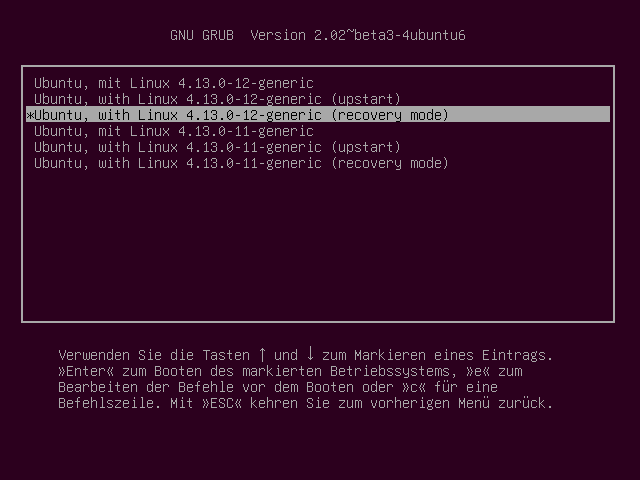 GNU GRUB  Version 2.02~beta3-4ubuntu6
Ubuntu, mit Linux 4.13.0-12-generic
Ubuntu, with Linux 4.13.0-12-generic (upstart)
*Ubuntu, with Linux 4.13.0-12-generic (recovery mode)
Ubuntu, mit Linux 4.13.0-11-generic
Ubuntu, with Linux 4.13.0-11-generic (upstart)
Ubuntu, with Linux 4.13.0-11-generic (recovery mode)
Verwenden Sie die Tasten ↑ und ↓ zum Markieren eines Eintrags.
»Enter« zum Booten des markierten Betriebssystems, »e« zum
Bearbeiten der Befehle vor dem Booten oder »c« für eine
Befehlszeile. Mit »ESC« kehren Sie zum vorherigen Menü zurück.